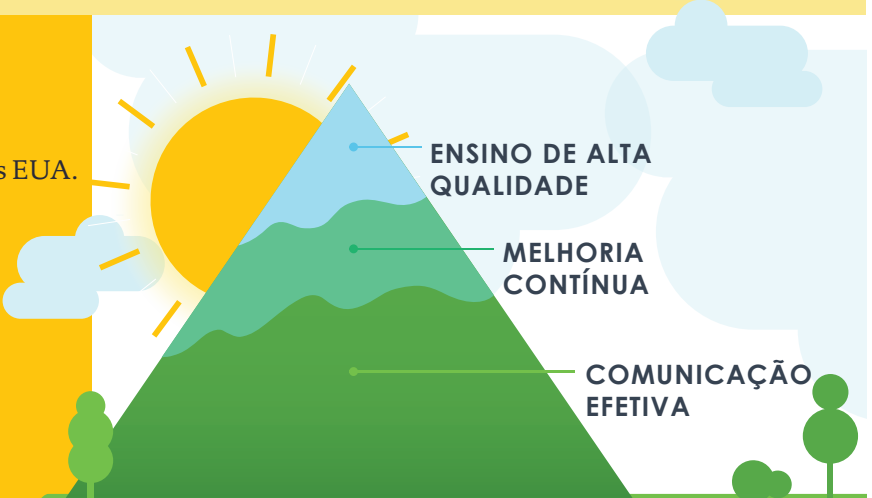 s EUA.
ENSINO DE ALTA
QUALIDADE
MELHORIA
CONTÍNUA
COMUNICAÇÃO
EFETIVA